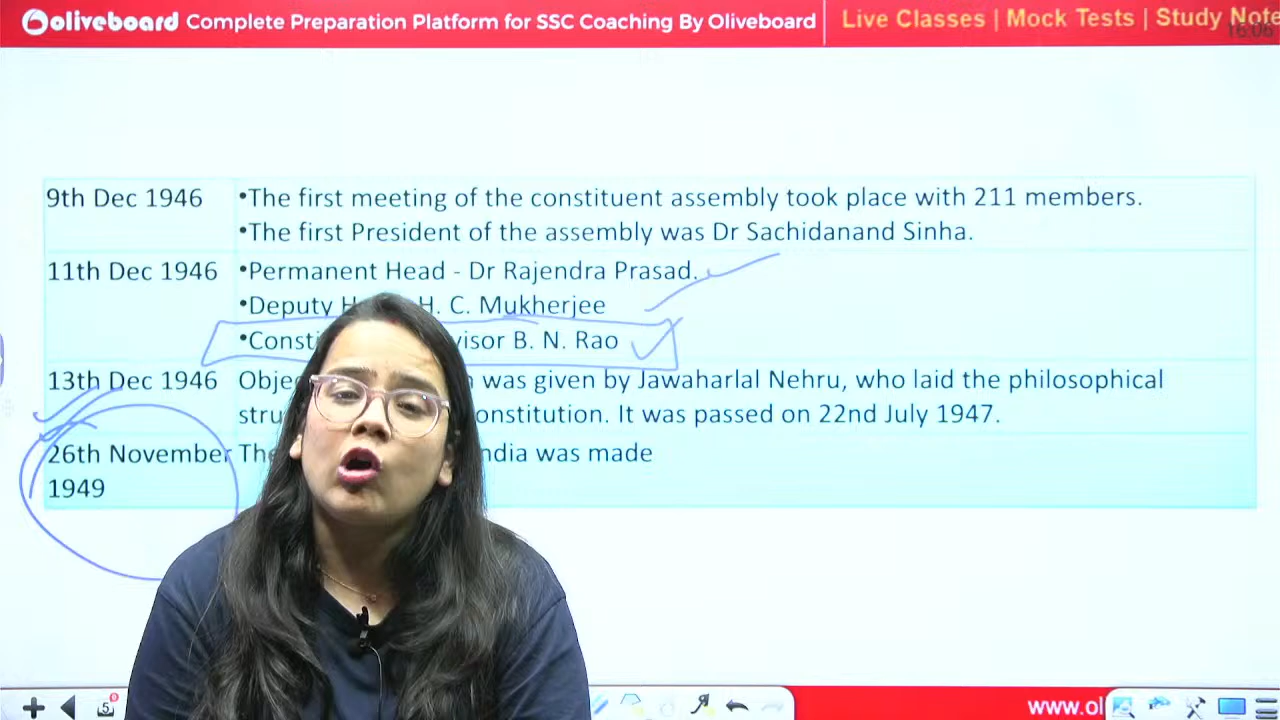 oliveboard Complete Preparation Platform for SSC Coaching By Oliveboard
Live Classes | Mock Tests | Study Note
16:06
9th Dec 1946
•The first meeting of the constituent assembly took place with 211 members.
•The first President of the assembly was Dr Sachidanand Sinha.
11th Dec 1946
•Permanent Head - Dr Rajendra Prasad.
•Deputy H. C. Mukherjee
B. N. Rao
13th Dec 1946
was given by Jawaharlal Nehru, who laid the philosophical
It was passed on 22nd July 1947.
26th November
was made
1949
5
www.ol